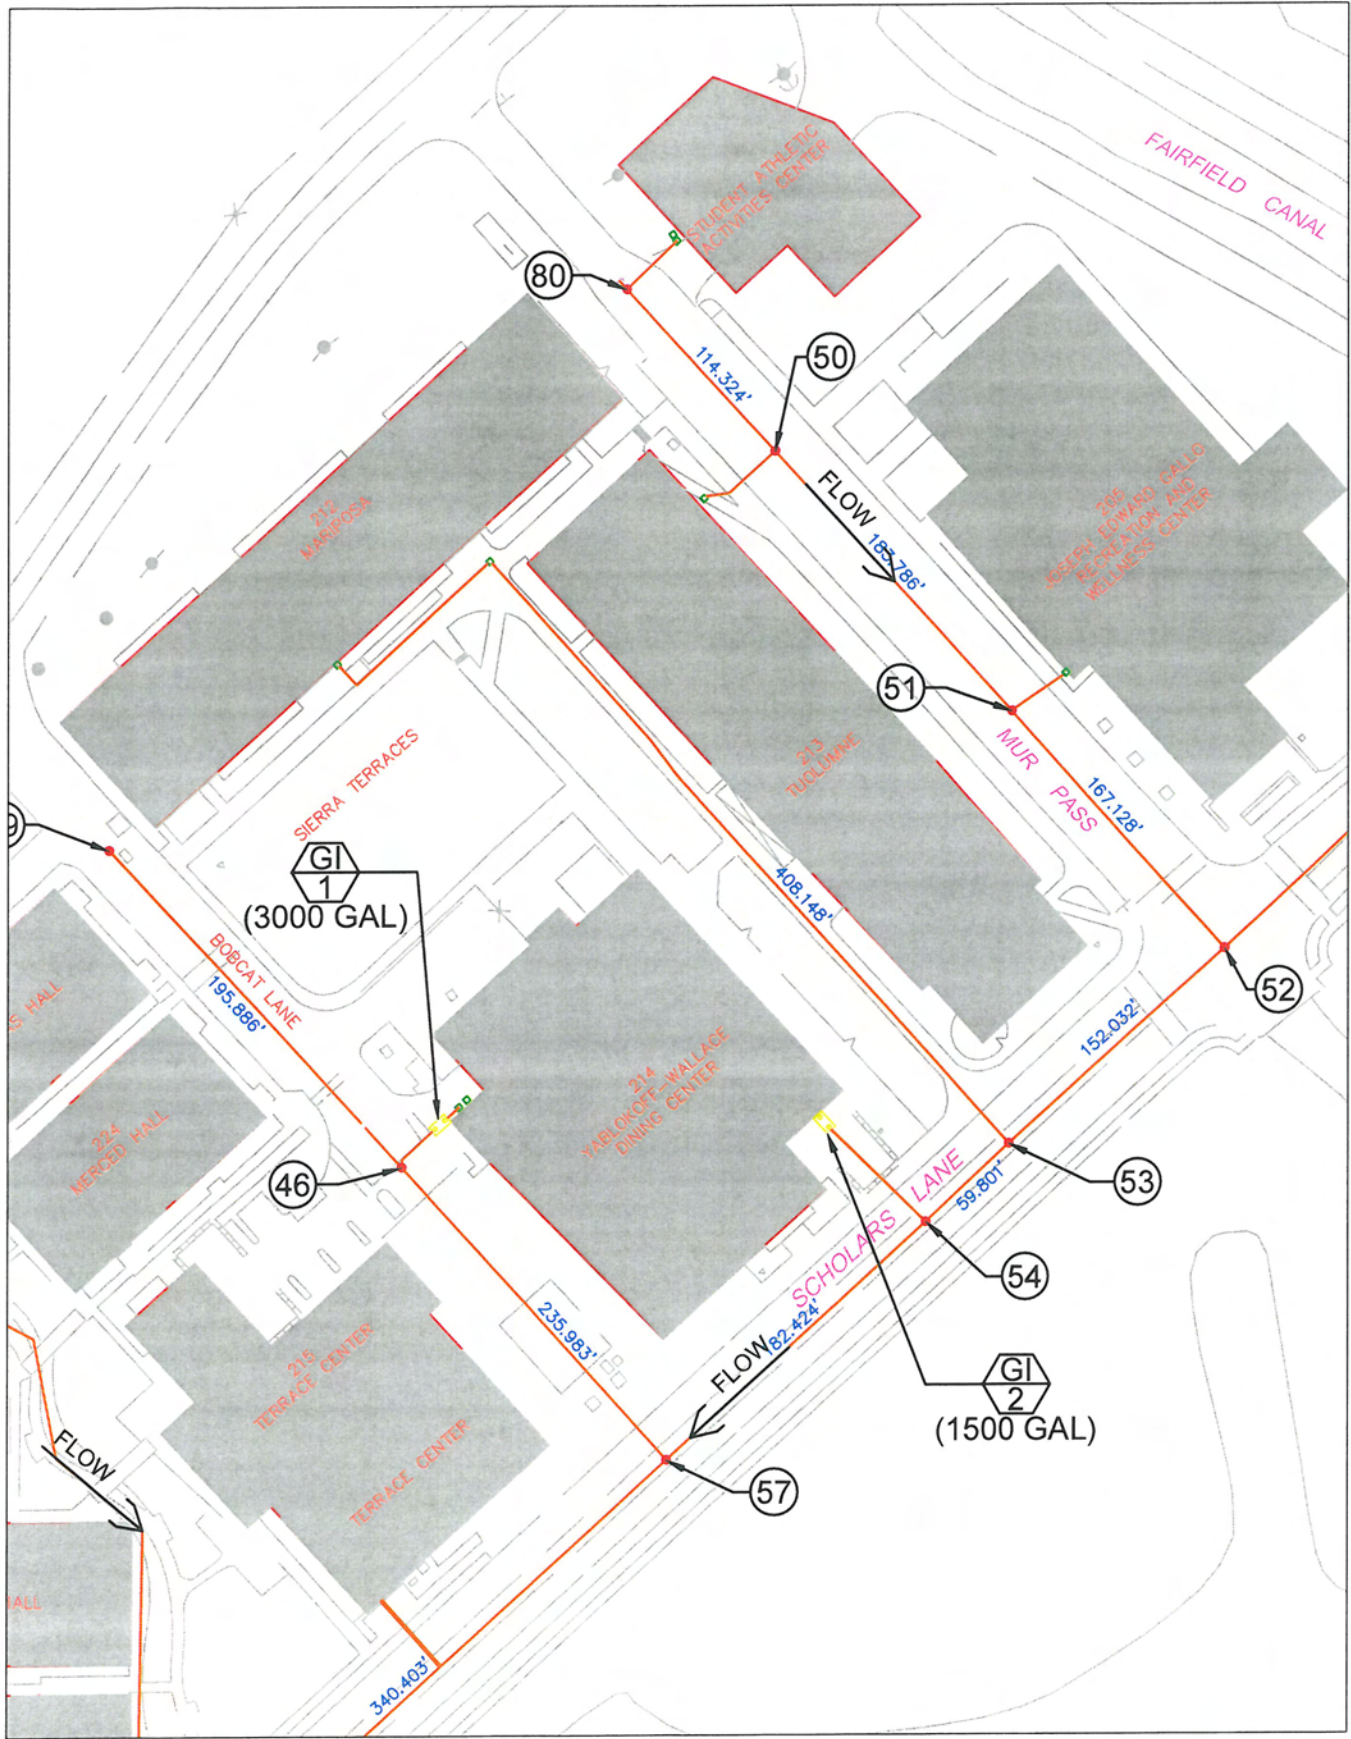 FAIRFIELD CANAL
STUDENT ATHLETIC
ACTIVITIES CENTER
80
50
114.324'
FLOW
183.786'
206
JOSEPH EDWARD GALLO
RECREATION AND
WELLNESS CENTER
212
MARIPOSA
51
MUR PASS
213
TUOLUMNE
167.128'
SIERRA TERRACES
9
GI
1
(3000 GAL)
408.148'
BOBCAT LANE
195.886'
S HALL
52
152.032'
214
YABLOKOFF-WALLACE
DINING CENTER
224
MERCED HALL
46
53
SCHOLARS LANE
59.801'
54
235.983'
182.424'
FLOW
215
TERRACE CENTER
GI
2
(1500 GAL)
TERRACE CENTER
FLOW
57
HALL
340.403'